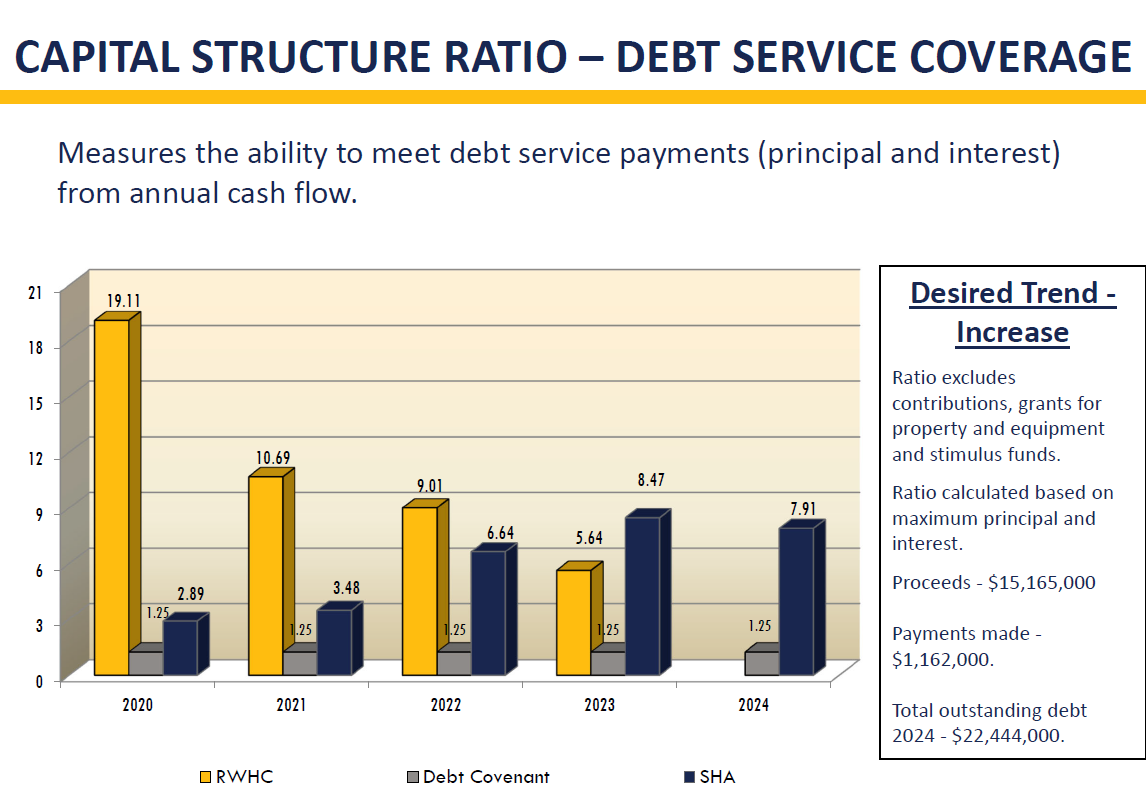 CAPITAL STRUCTURE RATIO – DEBT SERVICE COVERAGE
Measures the ability to meet debt service payments (principal and interest)
from annual cash flow.
21
18
15
12
9
6
3
0
19.11
1.25
2.89
10.69
1.25
3.48
9.01
1.25
6.64
5.64
1.25
8.47
1.25
7.91
2020
2021
2022
2023
2024
RWHC
Debt Covenant
SHA
Desired Trend -
Increase
Ratio excludes
contributions, grants for
property and equipment
and stimulus funds.
Ratio calculated based on
maximum principal and
interest.
Proceeds - $15,165,000
Payments made -
$1,162,000.
Total outstanding debt
2024 - $22,444,000.